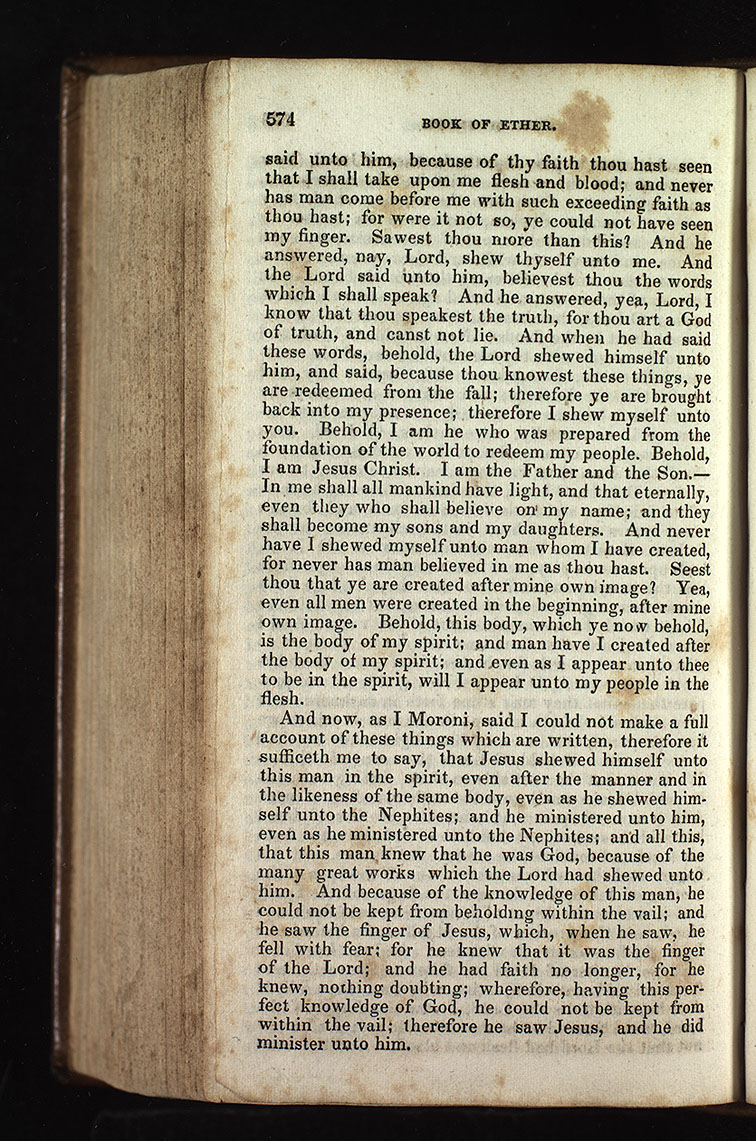 574 BOOK OF ETHER.
said unto him, because of thy faith thou hast seen
that I shall take upon me flesh and blood; and never
has man come before me with such exceeding faith as
thou hast; for were it not so, ye could not have seen
my finger. Sawest thou more than this? And he
answered, nay, Lord, shew thyself unto me. And
the Lord said unto him, believest thou the words
which I shall speak? And he answered, yea, Lord, I
know that thou speakest the truth, for thou art a God
of truth, and canst not lie. And when he had said
these words, behold, the Lord shewed himself unto
him, and said, because thou knowest these things, ye
are redeemed from the fall; therefore ye are brought
back into my presence; therefore I shew myself unto
you. Behold, I am he who was prepared from the
foundation of the world to redeem my people. Behold,
I am Jesus Christ. I am the Father and the Son.—
In me shall all mankind have light, and that eternally,
even they who shall believe on my name; and they
shall become my sons and my daughters. And never
have I shewed myself unto man whom I have created,
for never has man believed in me as thou hast. Seest
thou that ye are created after mine own image? Yea,
even all men were created in the beginning, after mine
own image. Behold, this body, which ye now behold,
is the body of my spirit; and man have I created after
the body of my spirit; and even as I appear unto thee
to be in the spirit, will I appear unto my people in the
flesh.
And now, as I Moroni, said I could not make a full
account of these things which are written, therefore it
sufficeth me to say, that Jesus shewed himself unto
this man in the spirit, even after the manner and in
the likeness of the same body, even as he shewed him-
self unto the Nephites; and he ministered unto him,
even as he ministered unto the Nephites; and all this,
that this man knew that he was God, because of the
many great works which the Lord had shewed unto
him. And because of the knowledge of this man, he
could not be kept from beholding within the vail; and
he saw the finger of Jesus, which, when he saw, he
fell with fear; for he knew that it was the finger
of the Lord; and he had faith no longer, for he
knew, nothing doubting; wherefore, having this per-
fect knowledge of God, he could not be kept from
within the vail; therefore he saw Jesus, and he did
minister unto him.